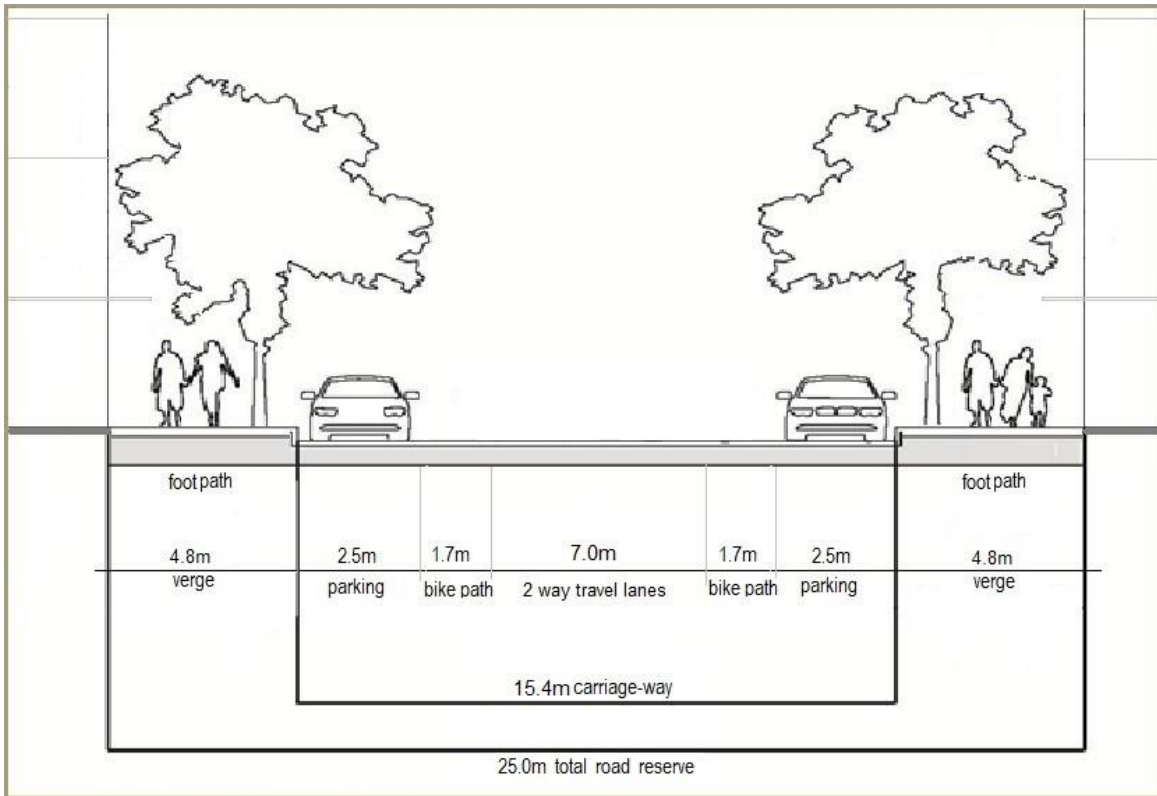 foot path
foot path
4.8m
verge
2.5m
parking
1.7m
bike path
7.0m
2 way travel lanes
1.7m
bike path
2.5m
parking
4.8m
verge
15.4m carriage-way
25.0m total road reserve